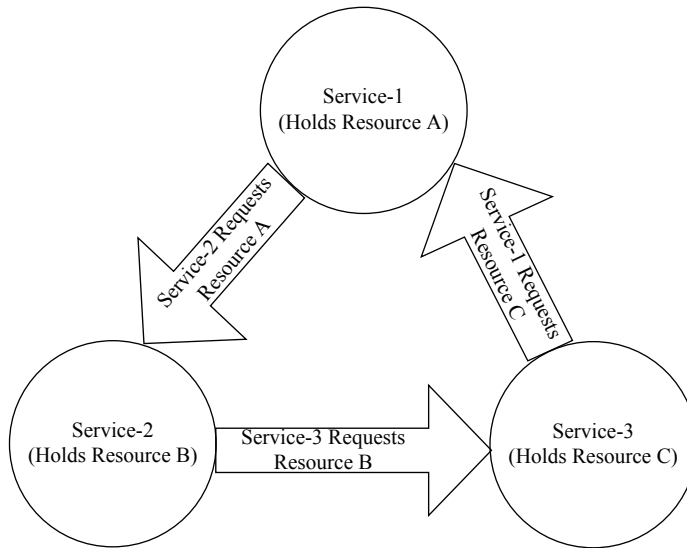 Service-1
(Holds Resource A)
Service-2 Requests
Resource A
Service-1 Requests
Resource C
Service-2
(Holds Resource B)
Service-3 Requests
Resource B
Service-3
(Holds Resource C)